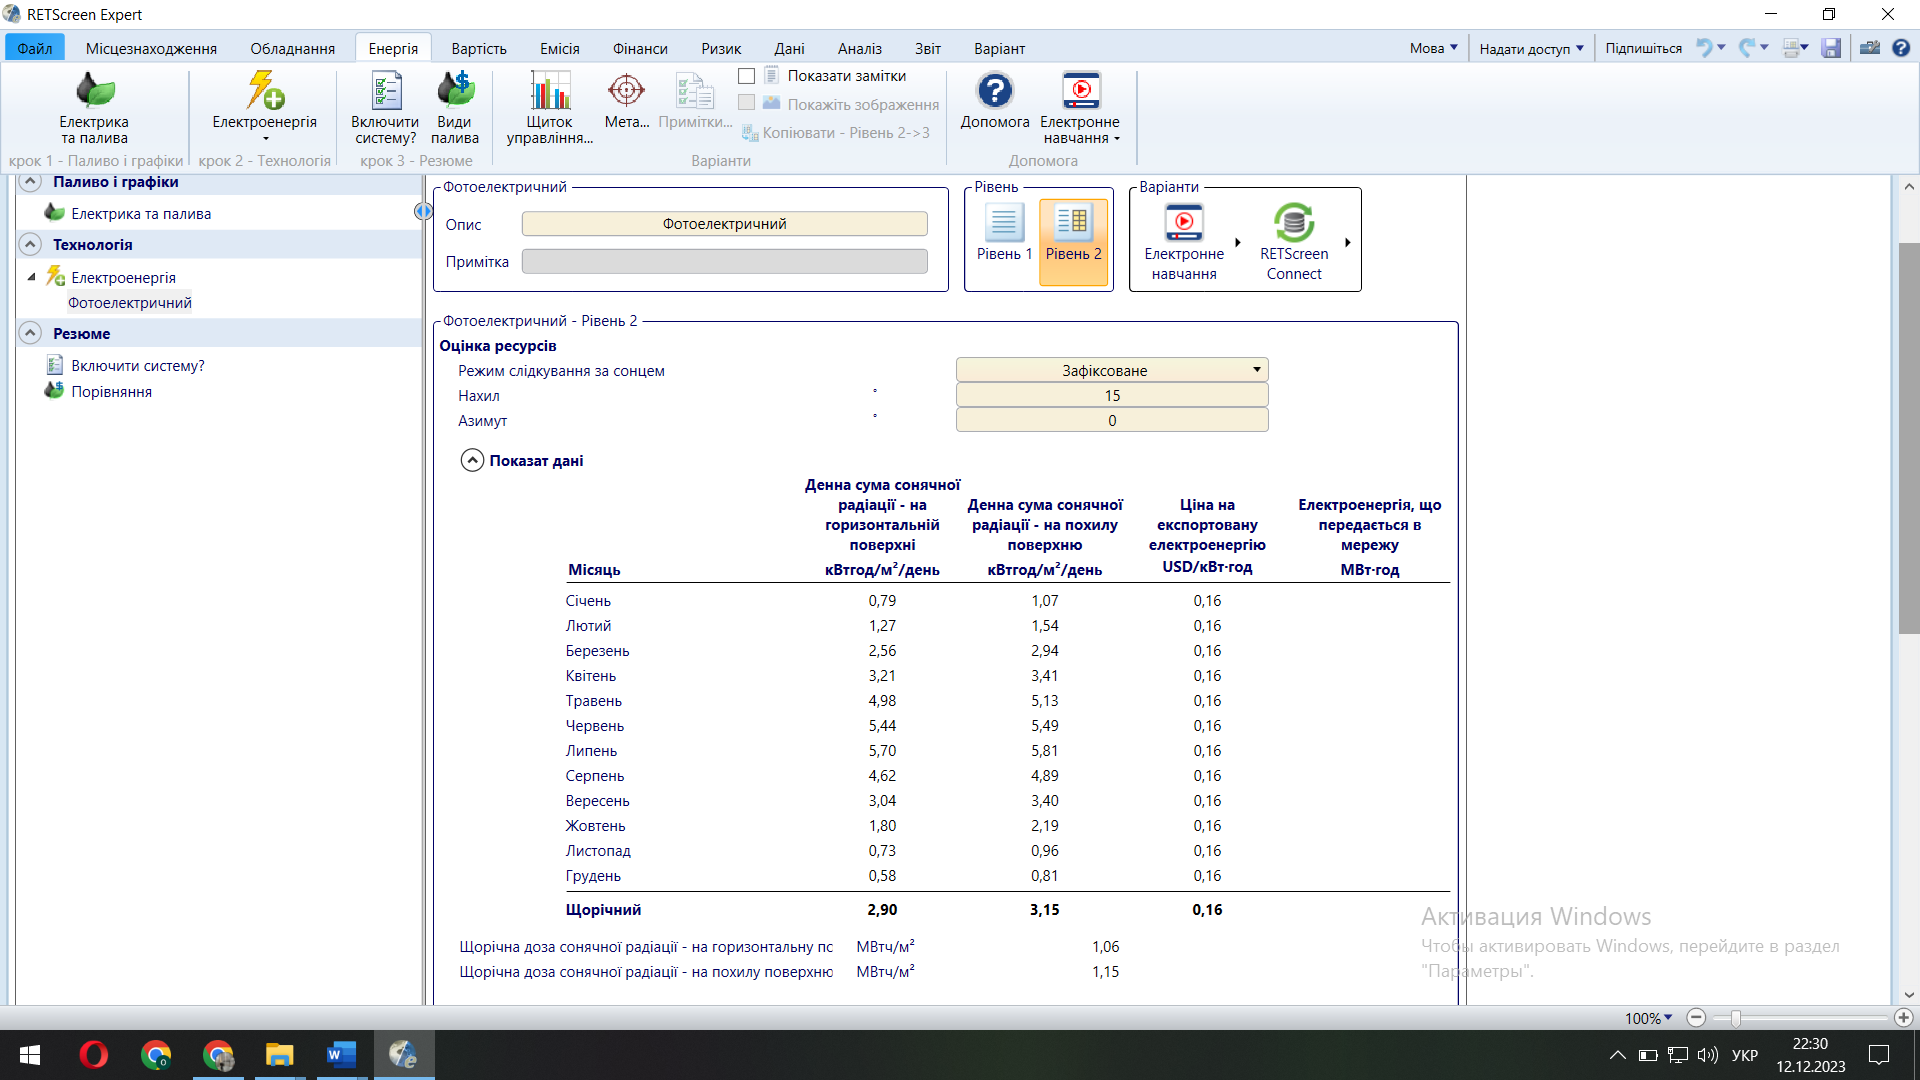 RETScreen Expert
Файл Місцезнаходження Обладнання Енергія Вартість Емісія Фінанси Ризик Дані Аналіз Звіт Варіант Мова Надати доступ Підпишіться
Електрика та палива
крок 1 - Паливо і графіки
Електроенергія
крок 2 - Технологія
Включити систему?
Види палива
крок 3 - Резюме
Щиток управління...
Мета...
Примітки...
Показати замітки
Покажіть зображення
Копіювати - Рівень 2->3
Варіанти
Допомога
Електронне навчання
Допомога
Паливо і графіки
Електрика та палива
Технологія
Електроенергія
Фотоелектричний
Резюме
Включити систему?
Порівняння
Фотоелектричний
Опис Фотоелектричний
Примітка
Рівень
Рівень 1 Рівень 2
Варіанти
Електронне навчання
RETScreen Connect
Фотоелектричний - Рівень 2
Оцінка ресурсів
Режим слідкування за сонцем Зафіксоване
Нахил ° 15
Азимут ° 0
Показат дані
Денна сума сонячної радіації - на горизонтальній поверхні
Денна сума сонячної радіації - на похилу поверхню
Ціна на експортовану електроенергію
Електроенергія, що передається в мережу
Місяць кВтгод/м²/день кВтгод/м²/день USD/кВт·год МВт·год
Січень 0,79 1,07 0,16
Лютий 1,27 1,54 0,16
Березень 2,56 2,94 0,16
Квітень 3,21 3,41 0,16
Травень 4,98 5,13 0,16
Червень 5,44 5,49 0,16
Липень 5,70 5,81 0,16
Серпень 4,62 4,89 0,16
Вересень 3,04 3,40 0,16
Жовтень 1,80 2,19 0,16
Листопад 0,73 0,96 0,16
Грудень 0,58 0,81 0,16
Щорічний 2,90 3,15 0,16
Щорічна доза сонячної радіації - на горизонтальну пс МВтч/м² 1,06
Щорічна доза сонячної радіації - на похилу поверхню МВтч/м² 1,15
Активация Windows
Чтобы активировать Windows, перейдите в раздел
"Параметры".
100%
УКР
22:30
12.12.2023